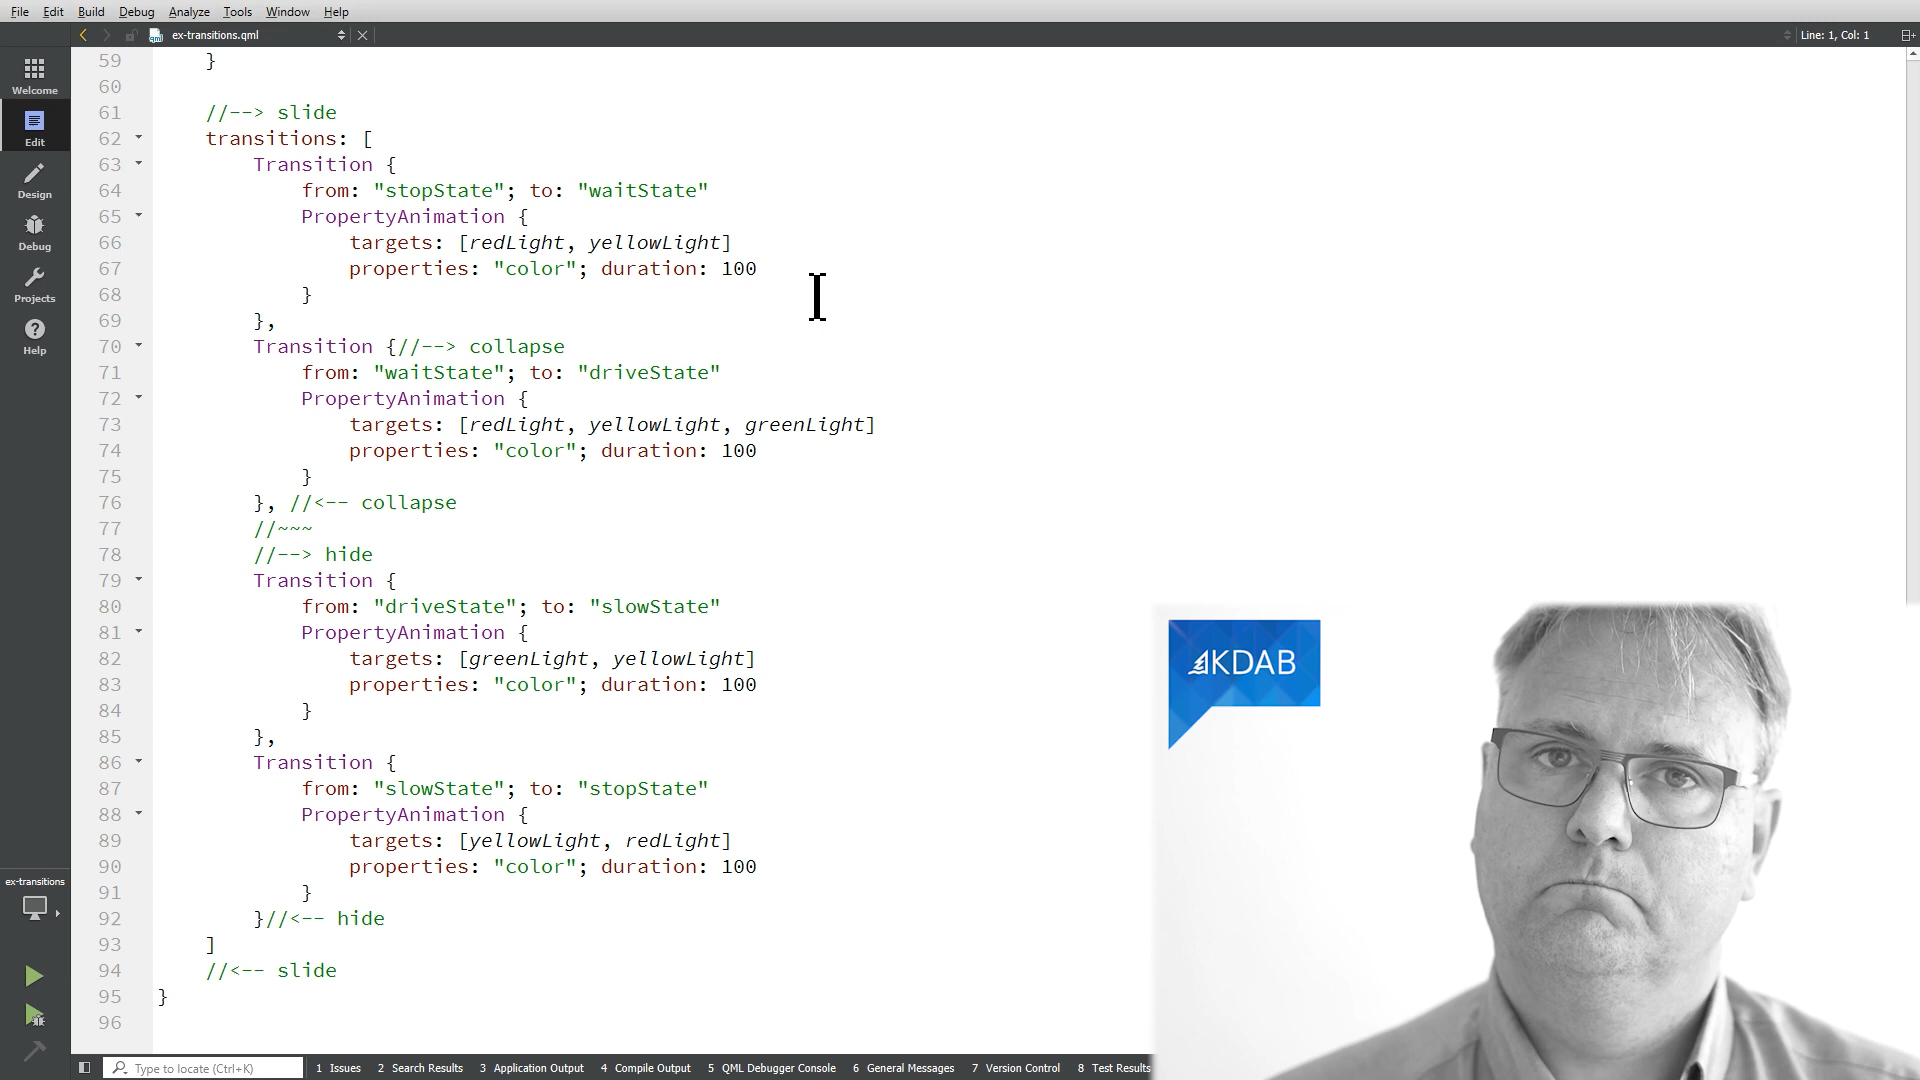 File Edit Build Debug Analyze Tools Window Help
ex-transitions.qml Line: 1, Col: 1
Welcome
Edit
Design
Debug
Projects
Help
ex-transitions
59 }
60
61 //--> slide
62 transitions: [
63 Transition {
64 from: "stopState"; to: "waitState"
65 PropertyAnimation {
66 targets: [redLight, yellowLight]
67 properties: "color"; duration: 100
68 }
69 },
70 Transition {//--> collapse
71 from: "waitState"; to: "driveState"
72 PropertyAnimation {
73 targets: [redLight, yellowLight, greenLight]
74 properties: "color"; duration: 100
75 }
76 }, //<-- collapse
77 //~~~
78 //--> hide
79 Transition {
80 from: "driveState"; to: "slowState"
81 PropertyAnimation {
82 targets: [greenLight, yellowLight]
83 properties: "color"; duration: 100
84 }
85 },
86 Transition {
87 from: "slowState"; to: "stopState"
88 PropertyAnimation {
89 targets: [yellowLight, redLight]
90 properties: "color"; duration: 100
91 }
92 }//<-- hide
93 ]
94 //<-- slide
95 }
96
KDAB
Type to locate (Ctrl+K) 1 Issues 2 Search Results 3 Application Output 4 Compile Output 5 QML Debugger Console 6 General Messages 7 Version Control 8 Test Results